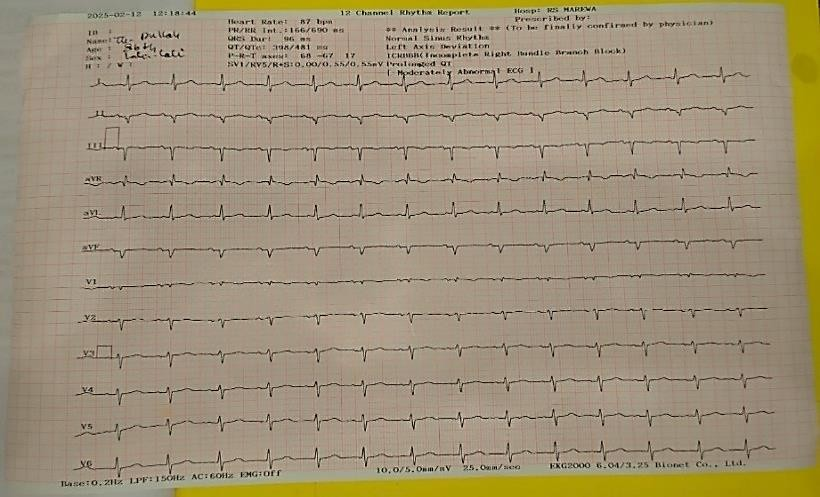 2025-02-12 12:18:44
12 Channel Rhythm Report
Hosp: RS MAREWA
Prescribed by:
ID :
Name:
Age :
Sex :
H : / W :
Heart Rate: 87 bpm
PR/RR Int.:166/690 ms
QRS Dur: 96 ms
QT/QTc: 398/481 ms
P-R-T axes: 68 -67 17
SV1/RV5/R+S:0.00/0.55/0.55mV
** Analysis Result ** (To be finally confirmed by physician)
Normal Sinus Rhythm
Left Axis Deviation
ICRBBB(Incomplete Right Bundle Branch Block)
Prolonged QT
[ Moderately Abnormal ECG ]
I
II
III
aVR
aVL
aVF
V1
V2
V3
V4
V5
V6
Base:0.2Hz LPF:150Hz AC:60Hz EMG:Off
10.0/5.0mm/mV 25.0mm/sec
EKG2000 6.04/3.25 Bionet Co., Ltd.